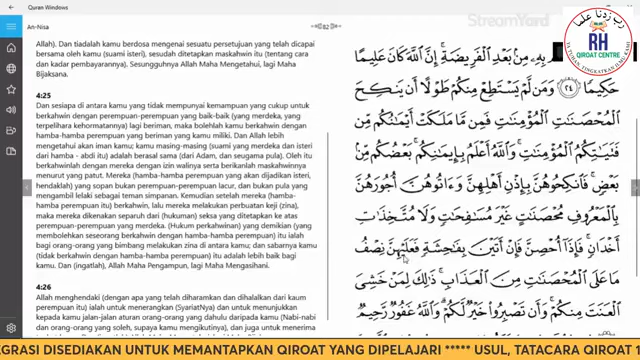 Quran Windows
An-Nisa
82
StreamYard
Allah). Dan tiadalah kamu berdosa mengenai sesuatu persetujuan yang telah dicapai
bersama oleh kamu (suami isteri), sesudah ditetapkan maskahwin itu (tentang cara
dan kadar pembayarannya). Sesungguhnya Allah Maha Mengetahui, lagi Maha
Bijaksana.
4:25
Dan sesiapa di antara kamu yang tidak mempunyai kemampuan yang cukup untuk
berkahwin dengan perempuan-perempuan yang baik-baik (yang merdeka, yang
terpelihara kehormatannya) lagi beriman, maka bolehlah kamu berkahwin dengan
hamba-hamba perempuan yang beriman yang kamu miliki. Dan Allah lebih
mengetahui akan iman kamu; kamu masing-masing (suami yang merdeka dan isteri
dari hamba - abdi itu) adalah berasal sama (dari Adam, dan seugama pula). Oleh itu
berkahwinlah dengan mereka dengan izin walinya serta berikanlah maskahwinnya
menurut yang patut. Mereka (hamba-hamba perempuan yang akan dijadikan isteri,
hendaklah) yang sopan bukan perempuan-perempuan lacur, dan bukan pula yang
mengambil lelaki sebagai teman simpanan. Kemudian setelah mereka (hamba-
hamba perempuan itu) berkahwin, lalu mereka melakukan perbuatan keji (zina),
maka mereka dikenakan separuh dari (hukuman) seksa yang ditetapkan ke atas
perempuan-perempuan yang merdeka. (Hukum perkahwinan) yang demikian (yang
membolehkan seseorang berkahwin dengan hamba-hamba perempuan) itu ialah
bagi orang-orang yang bimbang melakukan zina di antara kamu; dan sabarnya kamu
(tidak berkahwin dengan hamba-hamba perempuan) itu adalah lebih baik bagi
kamu. Dan (ingatlah), Allah Maha Pengampun, lagi Maha Mengasihani.
4:26
Allah menghendaki (dengan apa yang telah diharamkan dan dihalalkan dari kaum
perempuan itu) ialah untuk menerangkan (SyariatNya) dan untuk menunjukkan
kepada kamu jalan-jalan aturan orang-orang yang dahulu daripada kamu (Nabi-nabi
dan orang-orang yang soleh, supaya kamu mengikutinya), dan juga untuk menerima
بِهِۦ مِنۢ بَعْدِ ٱلْفَرِيضَةِ ۚ إِنَّ ٱللَّهَ كَانَ عَلِيمًا
حَكِيمًا ٢٤ وَمَن لَّمْ يَسْتَطِعْ مِنكُمْ طَوْلًا أَن يَنكِحَ
ٱلْمُحْصَنَٰتِ ٱلْمُؤْمِنَٰتِ فَمِن مَّا مَلَكَتْ أَيْمَٰنُكُم مِّن
فَتَيَٰتِكُمُ ٱلْمُؤْمِنَٰتِ ۚ وَٱللَّهُ أَعْلَمُ بِإِيمَٰنِكُم ۚ بَعْضُكُم مِّنۢ
بَعْضٍ ۚ فَٱنكِحُوهُنَّ بِإِذْنِ أَهْلِهِنَّ وَءَاتُوهُنَّ أُجُورَهُنَّ
بِٱلْمَعْرُوفِ مُحْصَنَٰتٍ غَيْرَ مُسَٰفِحَٰتٍ وَلَا مُتَّخِذَٰتِ
أَخْدَانٍ ۚ فَإِذَآ أُحْصِنَّ فَإِنْ أَتَيْنَ بِفَٰحِشَةٍ فَعَلَيْهِنَّ نِصْفُ
مَا عَلَى ٱلْمُحْصَنَٰتِ مِنَ ٱلْعَذَابِ ۚ ذَٰلِكَ لِمَنْ خَشِىَ
ٱلْعَنَتَ مِنكُمْ ۚ وَأَن تَصْبِرُوا۟ خَيْرٌ لَّكُمْ ۗ وَٱللَّهُ غَفُورٌ رَّحِيمٌ
رب زدنا علما
RH
QIROAT CENTRE
YA TUHAN, TINGKATKAN ILMU KAMI
EGRASI DISEDIAKAN UNTUK MEMANTAPKAN QIROAT YANG DIPELAJARI ***** USUL, TATACARA QIROAT